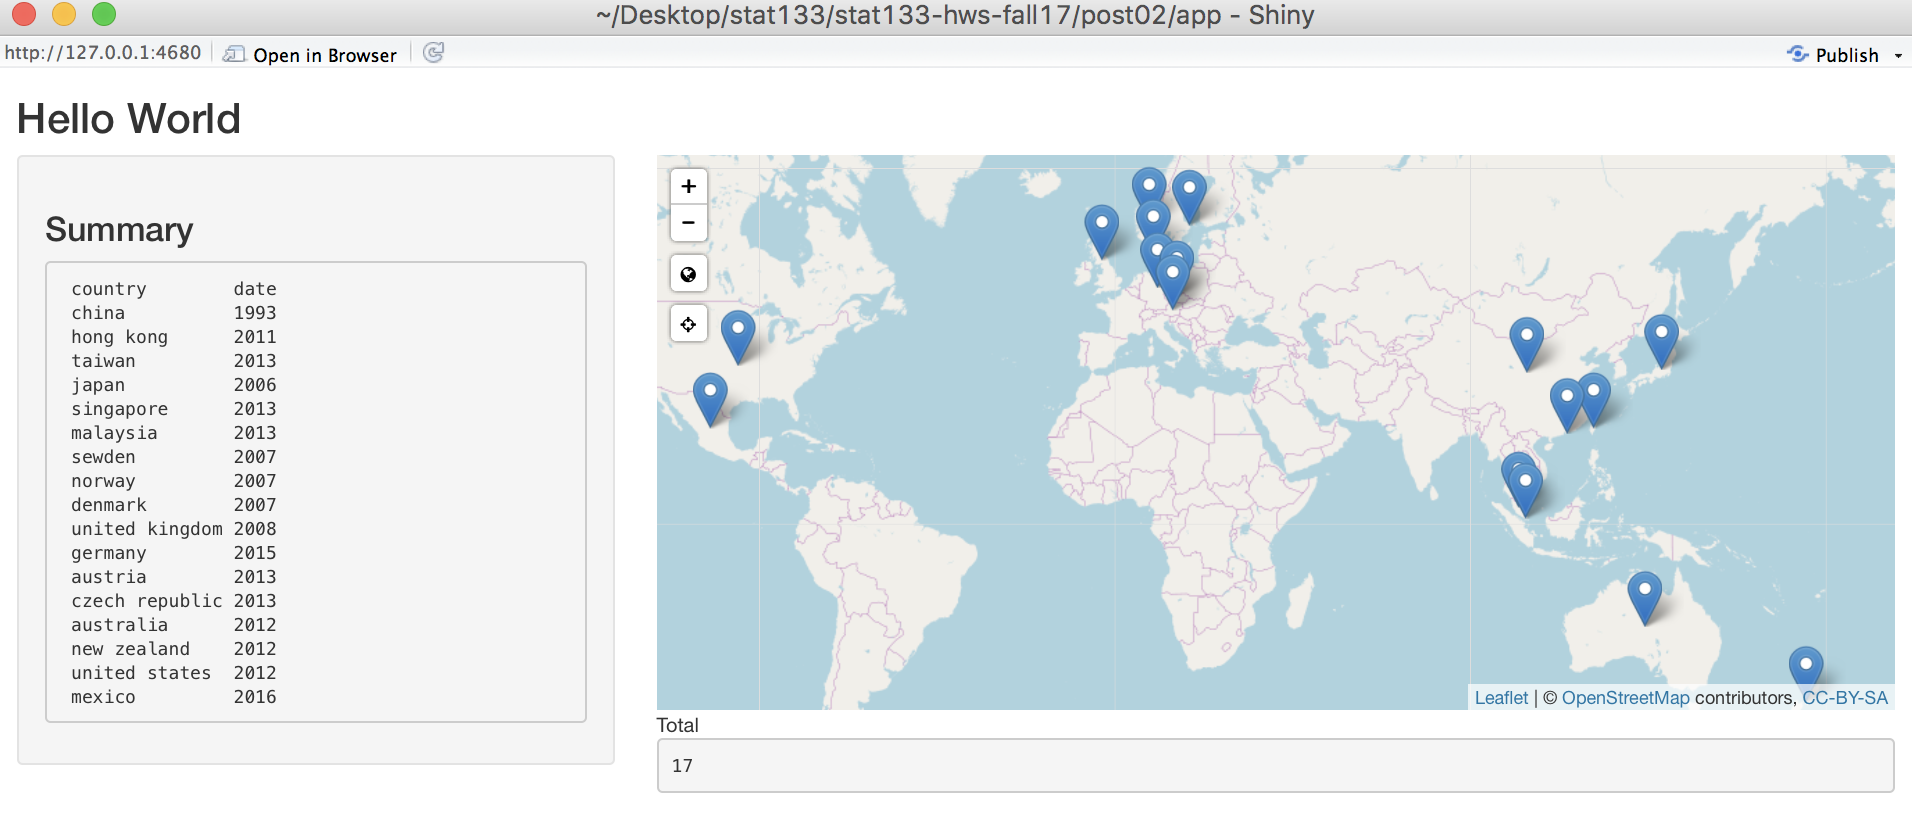 ~/Desktop/stat133/stat133-hws-fall17/post02/app - Shiny
http://127.0.0.1:4680 Open in Browser Publish
Hello World
Summary
country date
china 1993
hong kong 2011
taiwan 2013
japan 2006
singapore 2013
malaysia 2013
sewden 2007
norway 2007
denmark 2007
united kingdom 2008
germany 2015
austria 2013
czech republic 2013
australia 2012
new zealand 2012
united states 2012
mexico 2016
+
−
Leaflet | © OpenStreetMap contributors, CC-BY-SA
Total
17